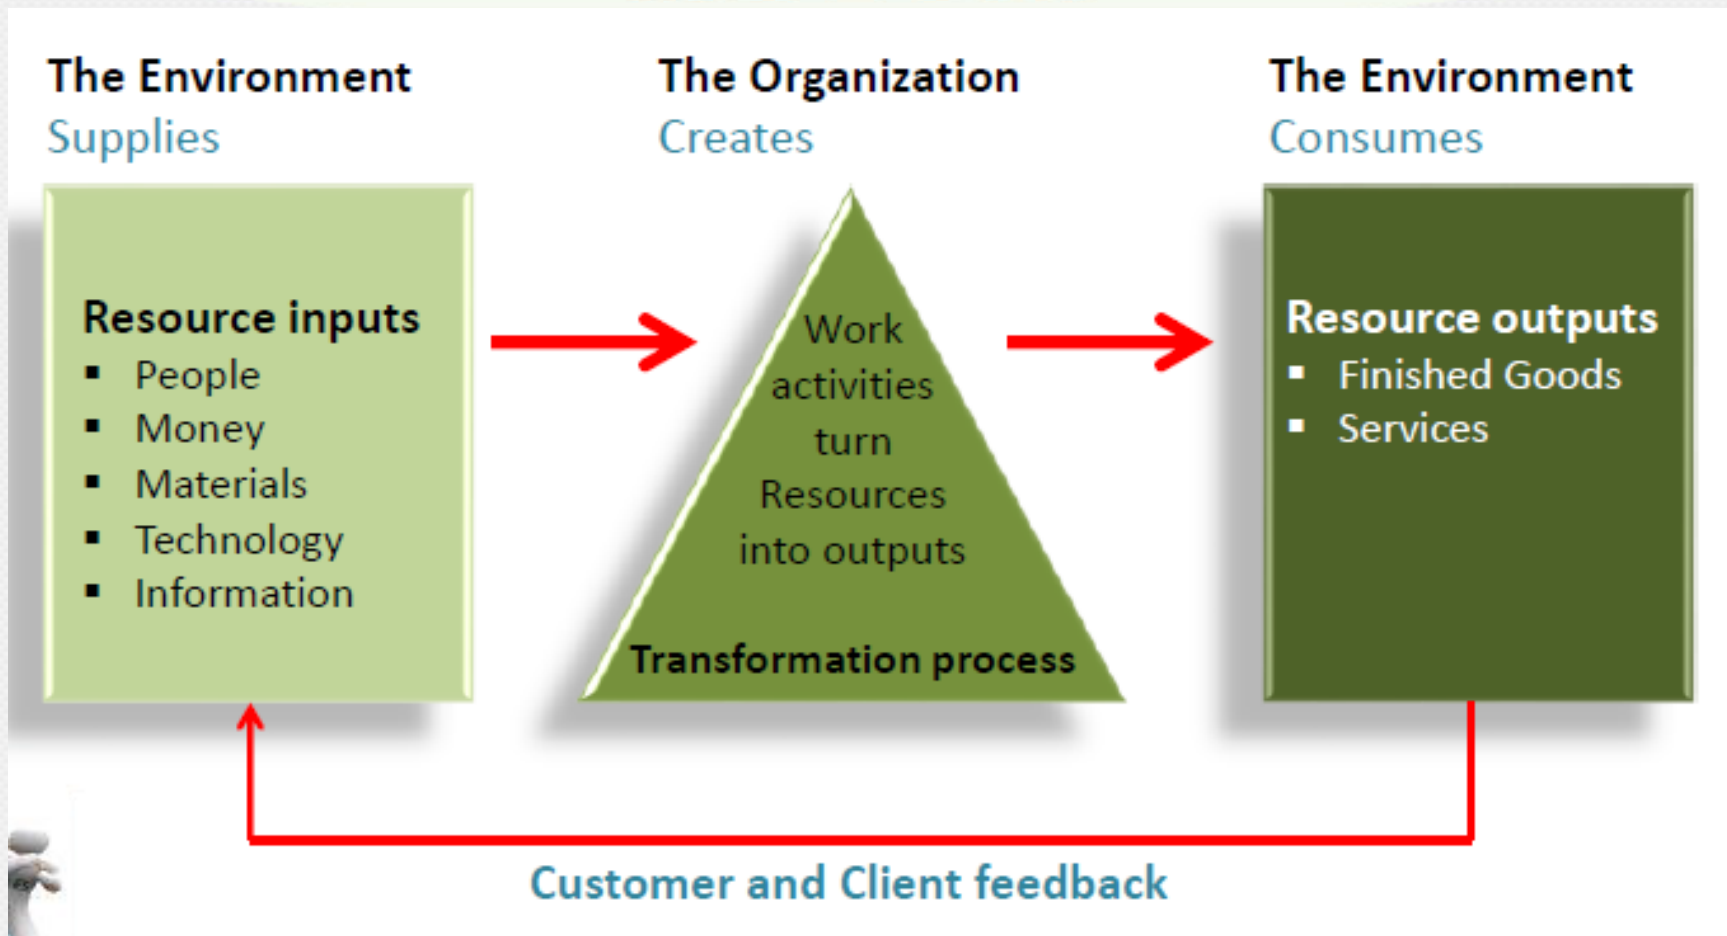 The Environment
Supplies
The Organization
Creates
The Environment
Consumes
Resource inputs
▪ People
▪ Money
▪ Materials
▪ Technology
▪ Information
Work
activities
turn
Resources
into outputs
Transformation process
Resource outputs
▪ Finished Goods
▪ Services
Customer and Client feedback